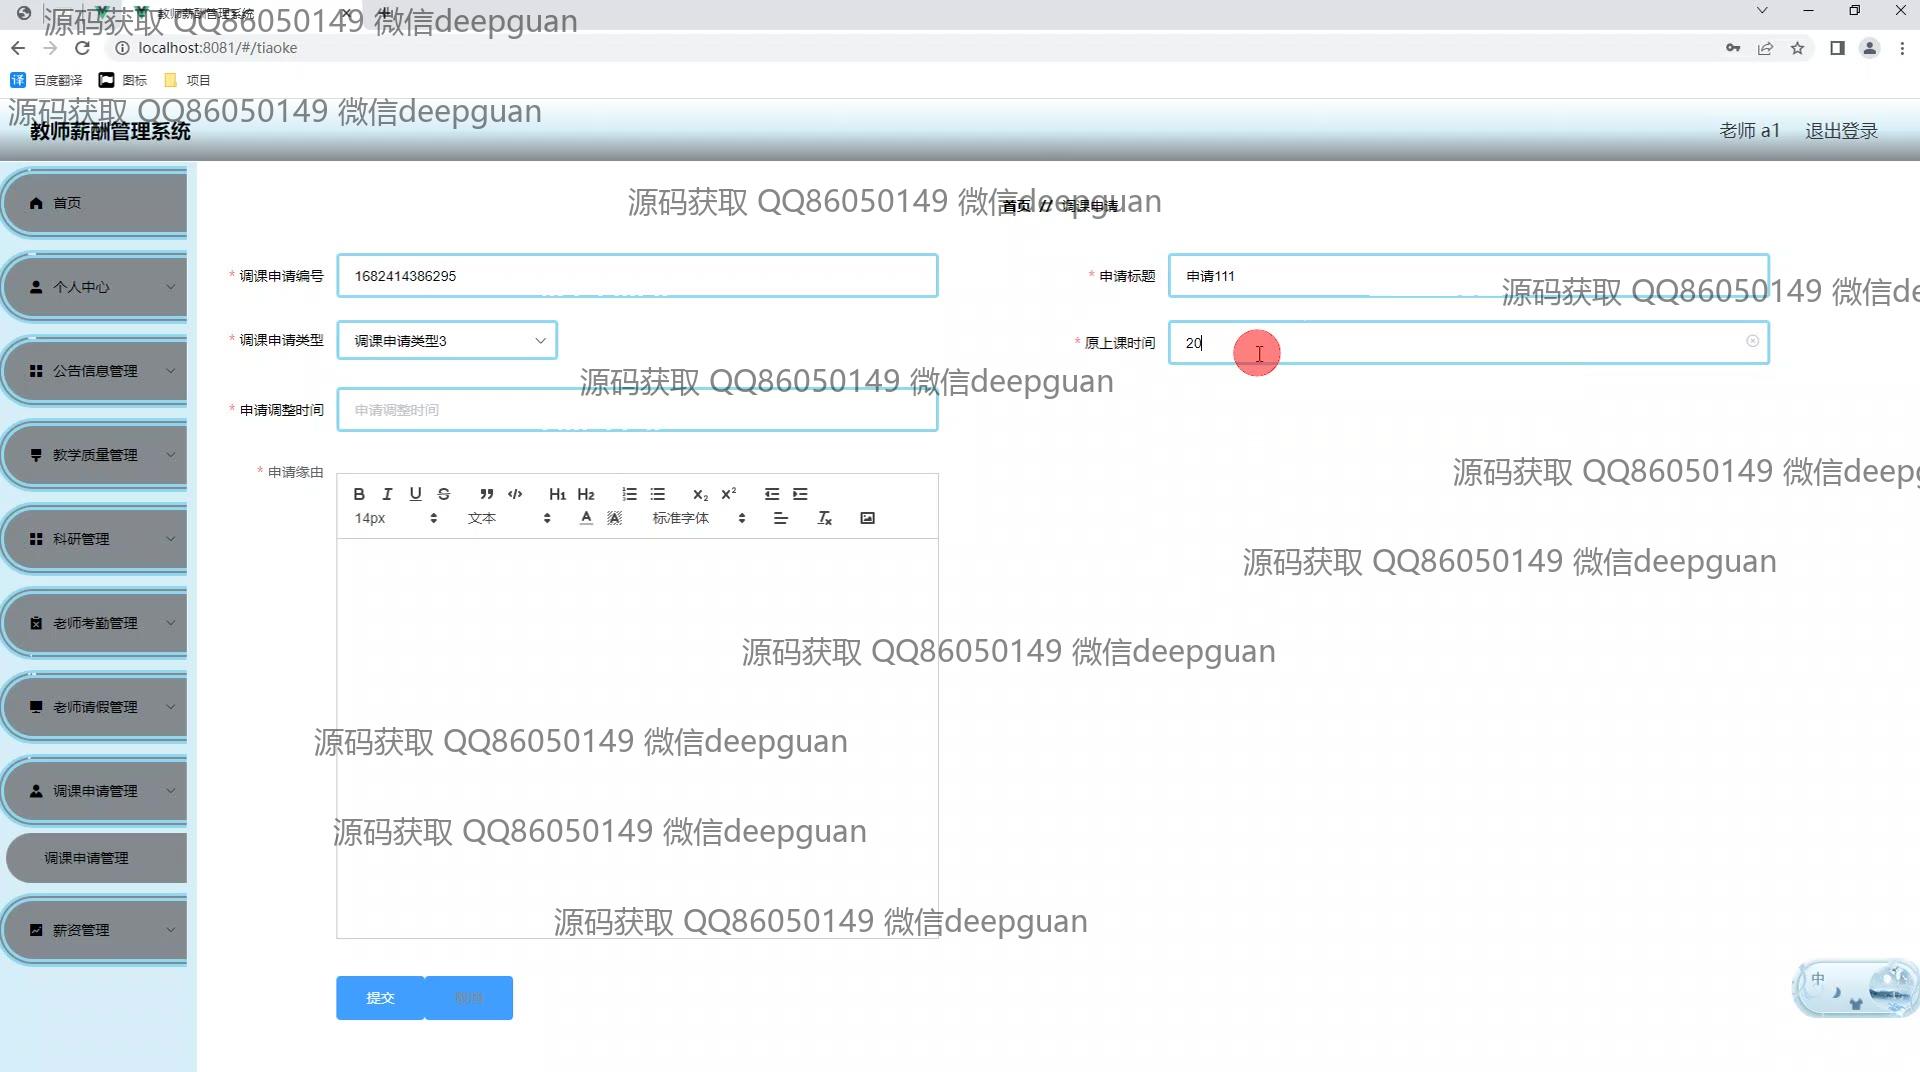 教师薪酬管理系统
源码获取 QQ86050149 微信deepguan
localhost:8081/#/tiaoke
百度翻译 图标 项目
源码获取 QQ86050149 微信deepguan
教师薪酬管理系统
老师 a1 退出登录
首页
源码获取 QQ86050149 微信deepguan
首页 // 调课申请
个人中心
* 调课申请编号 1682414386295
* 申请标题 申请111
源码获取 QQ86050149 微信de
* 调课申请类型 调课申请类型3
* 原上课时间 20
公告信息管理
源码获取 QQ86050149 微信deepguan
* 申请调整时间 申请调整时间
教学质量管理
* 申请缘由
源码获取 QQ86050149 微信deepg
B I U S ” </> H1 H2 X2 X2
14px 文本 A A 标准字体 Tx
科研管理
源码获取 QQ86050149 微信deepguan
老师考勤管理
源码获取 QQ86050149 微信deepguan
老师请假管理
源码获取 QQ86050149 微信deepguan
调课申请管理
源码获取 QQ86050149 微信deepguan
调课申请管理
薪资管理
源码获取 QQ86050149 微信deepguan
提交 取消
中